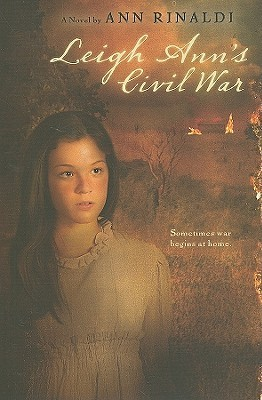 A Novel by ANN RINALDI
Leigh Ann's
Civil War
Sometimes war
begins at home.